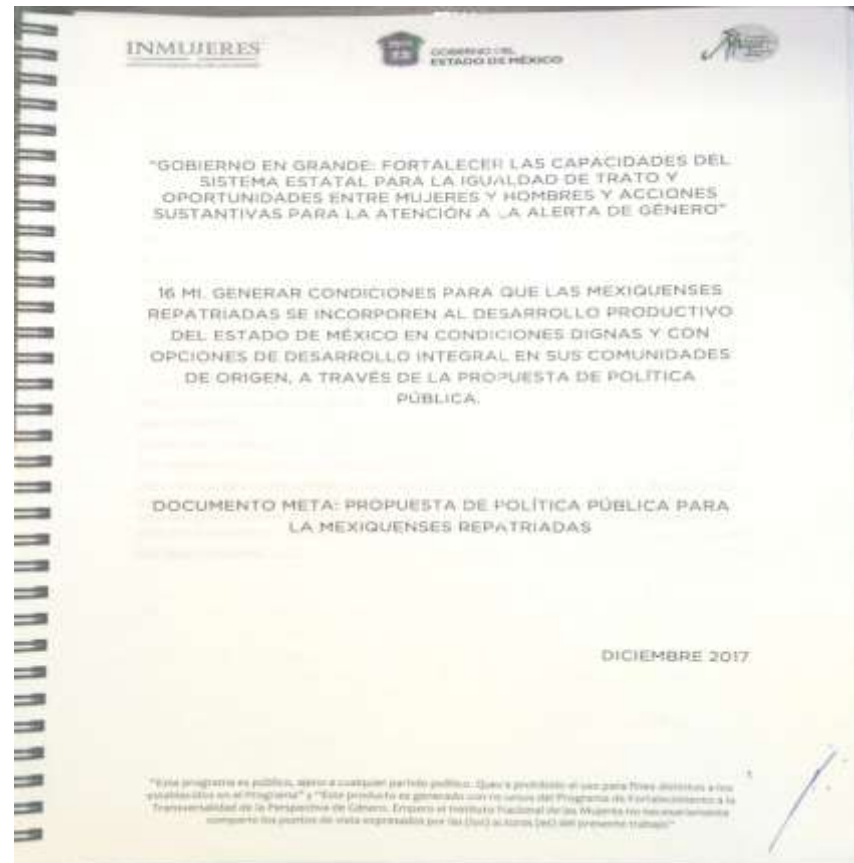 INMUJERES
GOBIERNO DEL
ESTADO DE MÉXICO
"GOBIERNO EN GRANDE: FORTALECER LAS CAPACIDADES DEL
SISTEMA ESTATAL PARA LA IGUALDAD DE TRATO Y
OPORTUNIDADES ENTRE MUJERES Y HOMBRES Y ACCIONES
SUSTANTIVAS PARA LA ATENCIÓN A LA ALERTA DE GÉNERO"
16 MI. GENERAR CONDICIONES PARA QUE LAS MEXIQUENSES
REPATRIADAS SE INCORPOREN AL DESARROLLO PRODUCTIVO
DEL ESTADO DE MÉXICO EN CONDICIONES DIGNAS Y CON
OPCIONES DE DESARROLLO INTEGRAL EN SUS COMUNIDADES
DE ORIGEN, A TRAVÉS DE LA PROPUESTA DE POLÍTICA
PÚBLICA.
DOCUMENTO META: PROPUESTA DE POLÍTICA PÚBLICA PARA
LA MEXIQUENSES REPATRIADAS
DICIEMBRE 2017
1
"Este programa es público, ajeno a cualquier partido político. Queda prohibido el uso para fines distintos a los
establecidos en el Programa" y "Este producto es generado con recursos del Programa de Fortalecimiento a la
Transversalidad de la Perspectiva de Género. Empero el Instituto Nacional de las Mujeres no necesariamente
comparte los puntos de vista expresados por las (los) autoras (es) del presente trabajo"